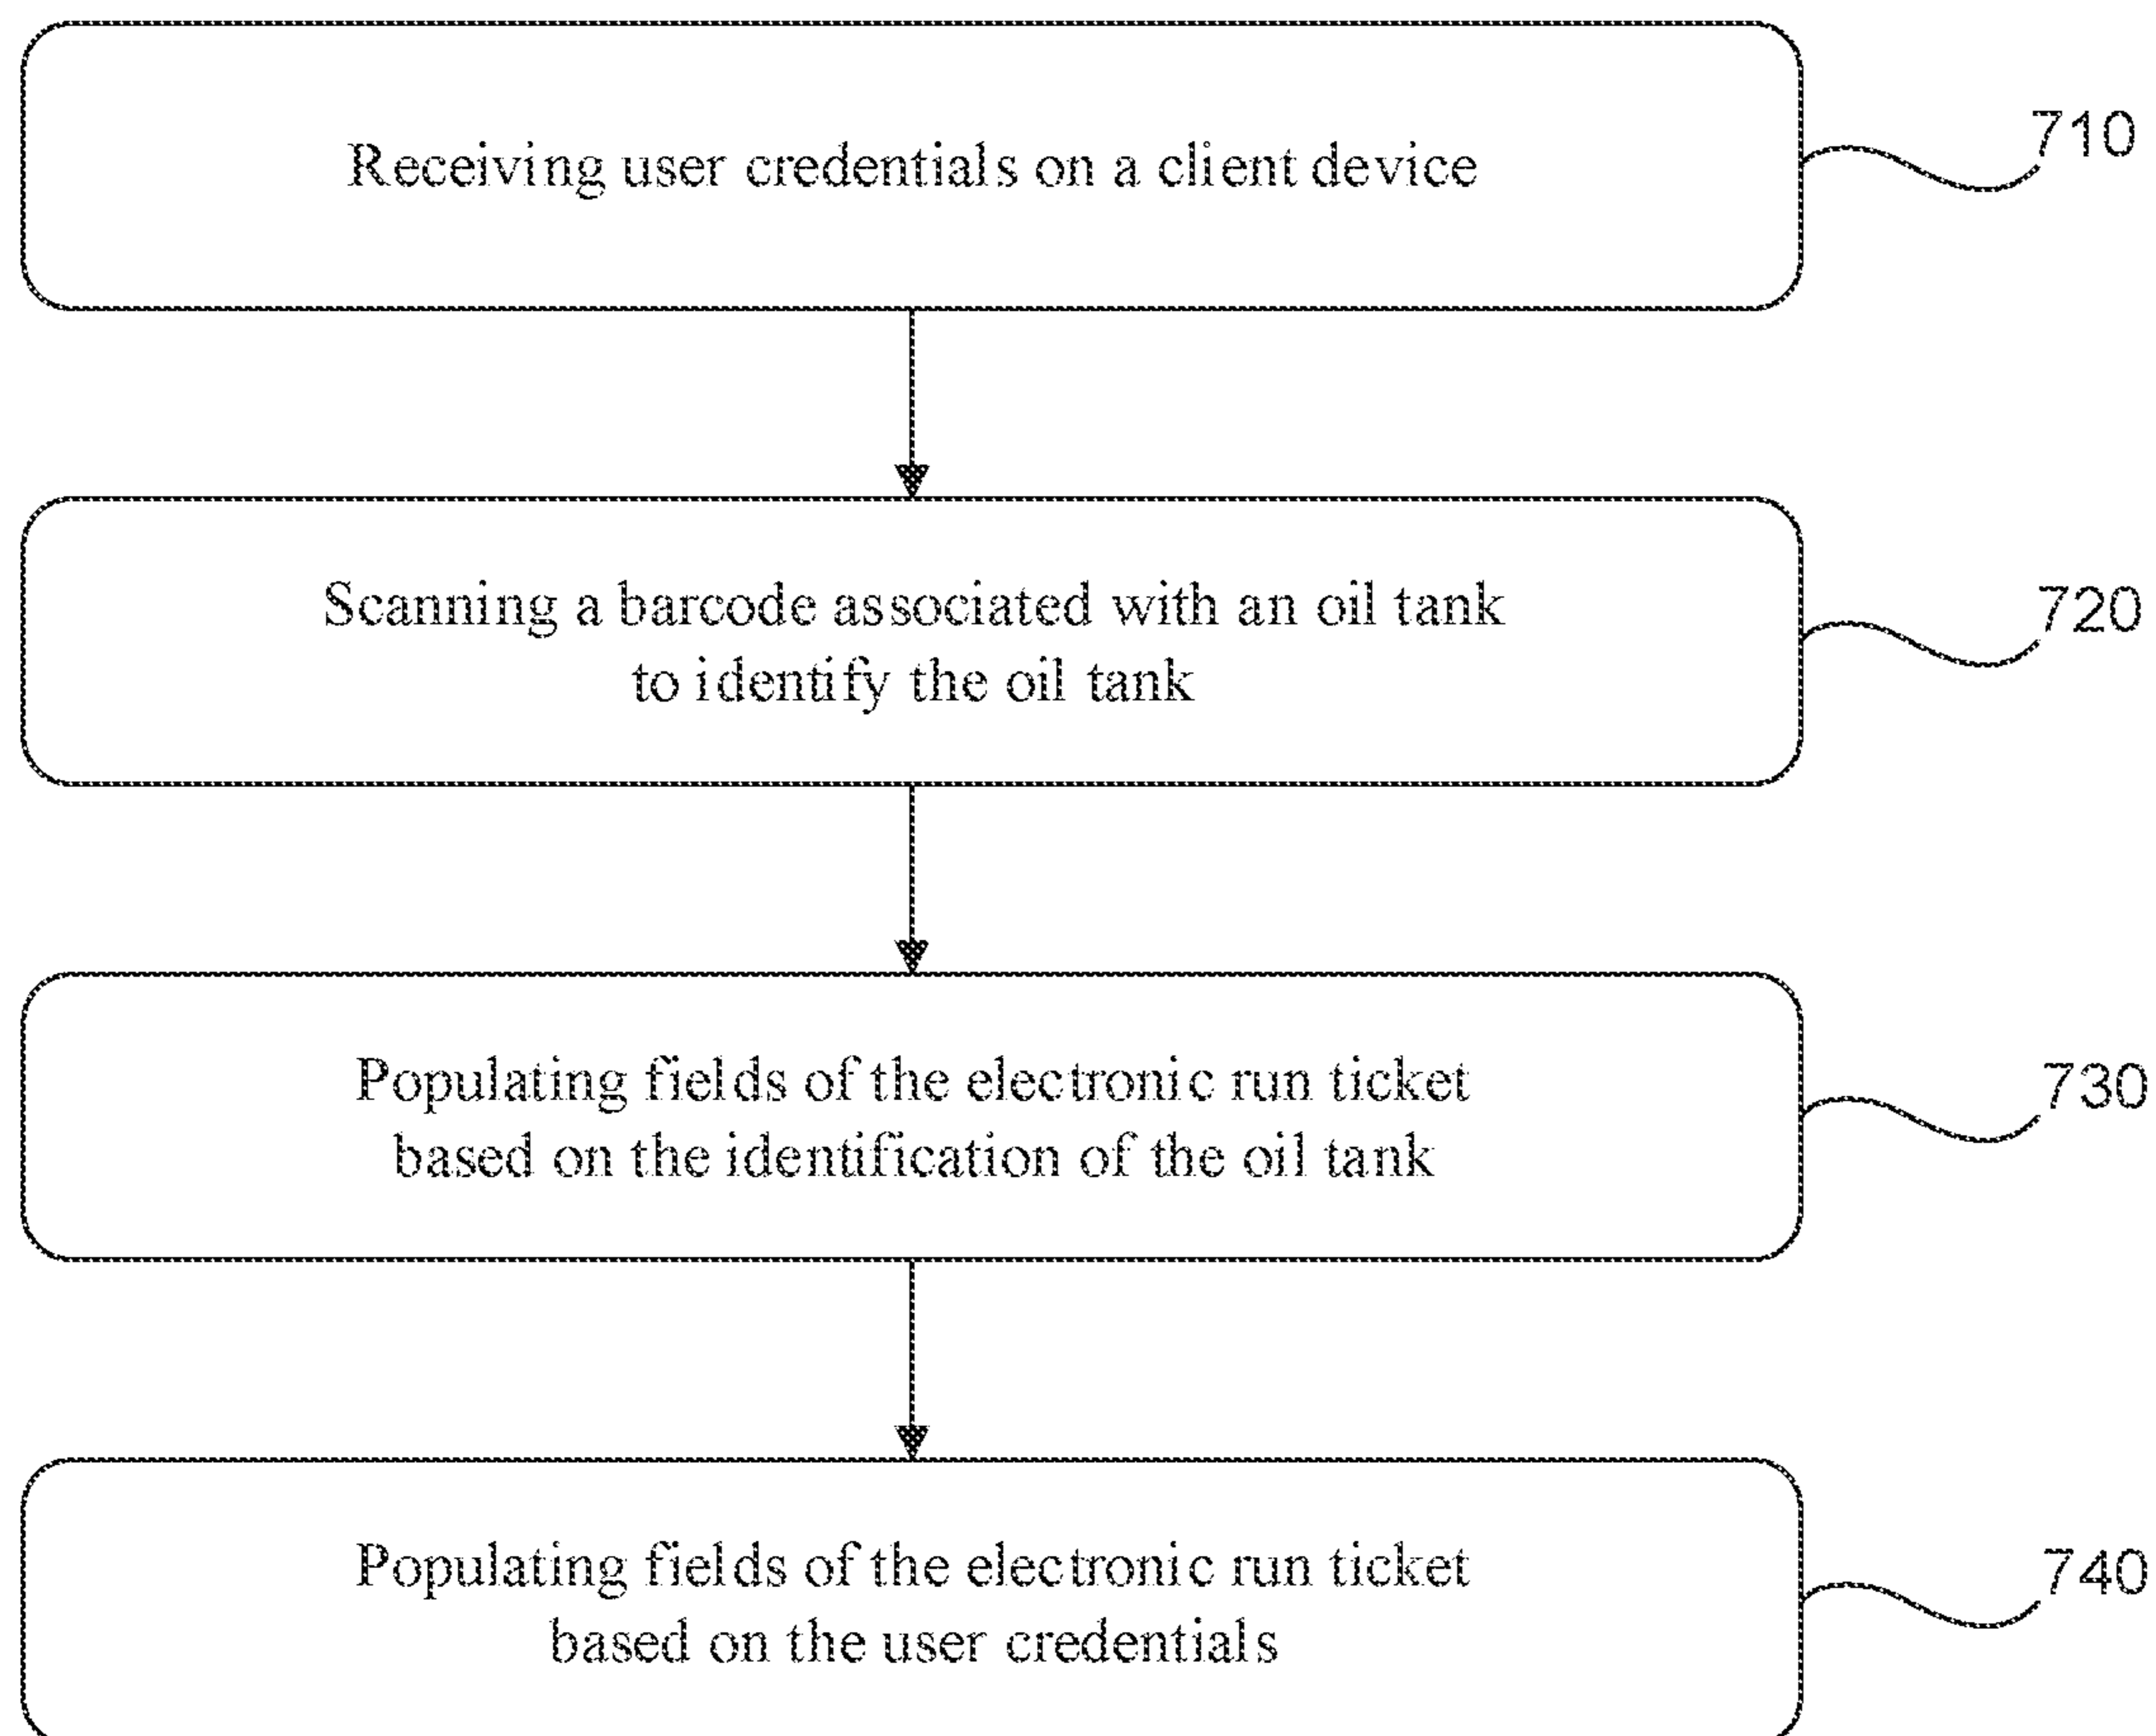 Receiving user credentials on a client device
710
Scanning a barcode associated with an oil tank
to identify the oil tank
720
Populating fields of the electronic run ticket
based on the identification of the oil tank
730
Populating fields of the electronic run ticket
based on the user credentials
740